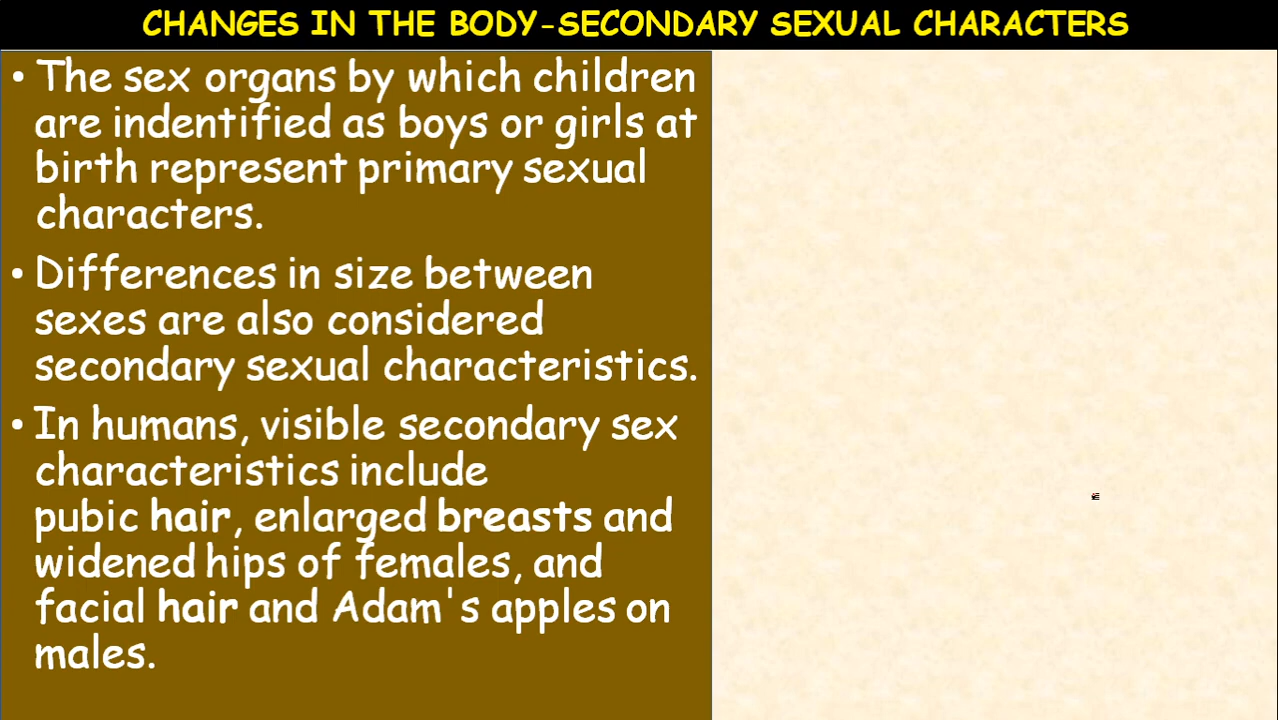 CHANGES IN THE BODY-SECONDARY SEXUAL CHARACTERS
• The sex organs by which children
are indentified as boys or girls at
birth represent primary sexual
characters.
• Differences in size between
sexes are also considered
secondary sexual characteristics.
• In humans, visible secondary sex
characteristics include
pubic hair, enlarged breasts and
widened hips of females, and
facial hair and Adam's apples on
males.